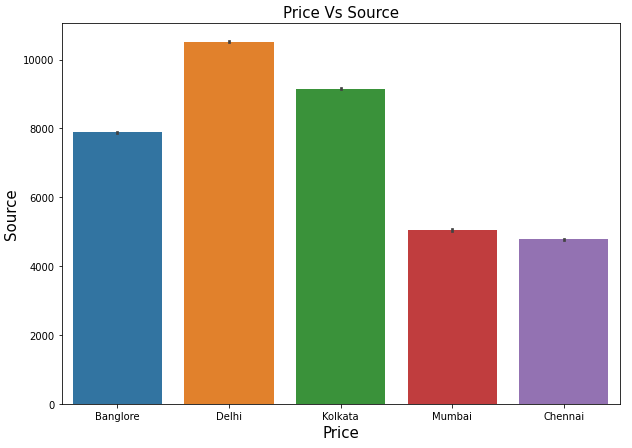 Price Vs Source
10000
8000
6000
4000
2000
0
Source
Banglore Delhi Kolkata Mumbai Chennai
Price